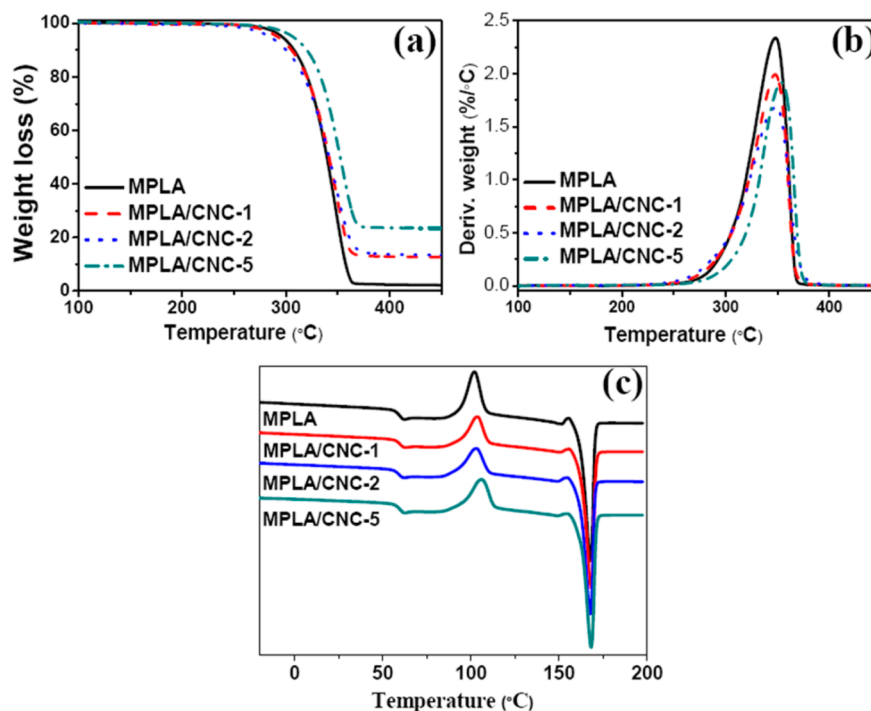 (a)
Weight loss (%)
100
80
60
40
20
0
MPLA
MPLA/CNC-1
MPLA/CNC-2
MPLA/CNC-5
100
200
300
400
Temperature (°C)
(b)
Deriv. weight (%/°C)
2.5
2.0
1.5
1.0
0.5
0.0
MPLA
MPLA/CNC-1
MPLA/CNC-2
MPLA/CNC-5
100
200
300
400
Temperature (°C)
(c)
MPLA
MPLA/CNC-1
MPLA/CNC-2
MPLA/CNC-5
0
50
100
150
200
Temperature (°C)